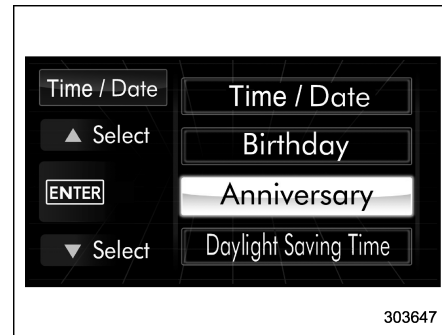 Time / Date
▲ Select
ENTER
▼ Select
Time / Date
Birthday
Anniversary
Daylight Saving Time
303647